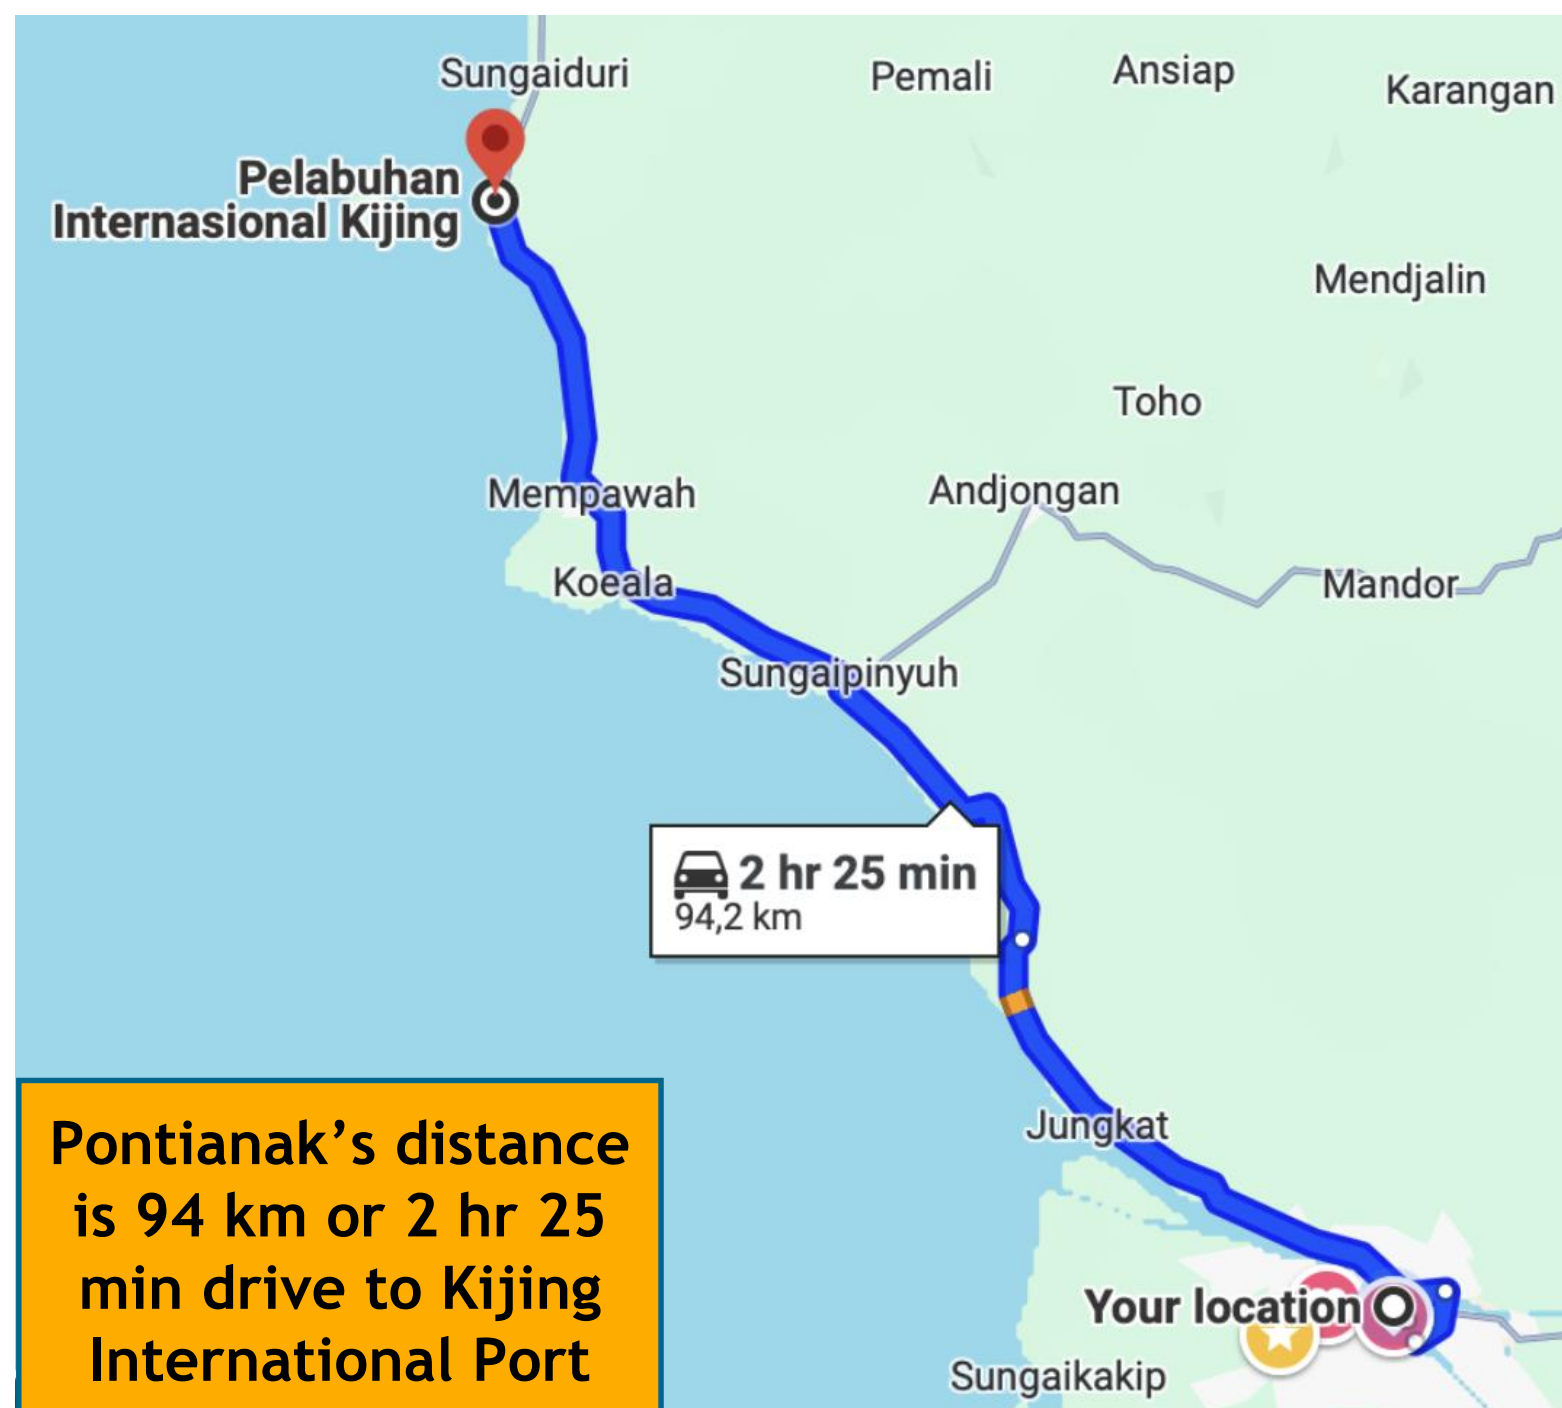 Sungaiduri
Pemali
Ansiap
Karangan
Pelabuhan
Internasional Kijing
Mendjalin
Toho
Mempawah
Andjongan
Koeala
Mandor
Sungaipinyuh
2 hr 25 min
94,2 km
Jungkat
Pontianak’s distance
is 94 km or 2 hr 25
min drive to Kijing
International Port
Your location
Sungaikakip